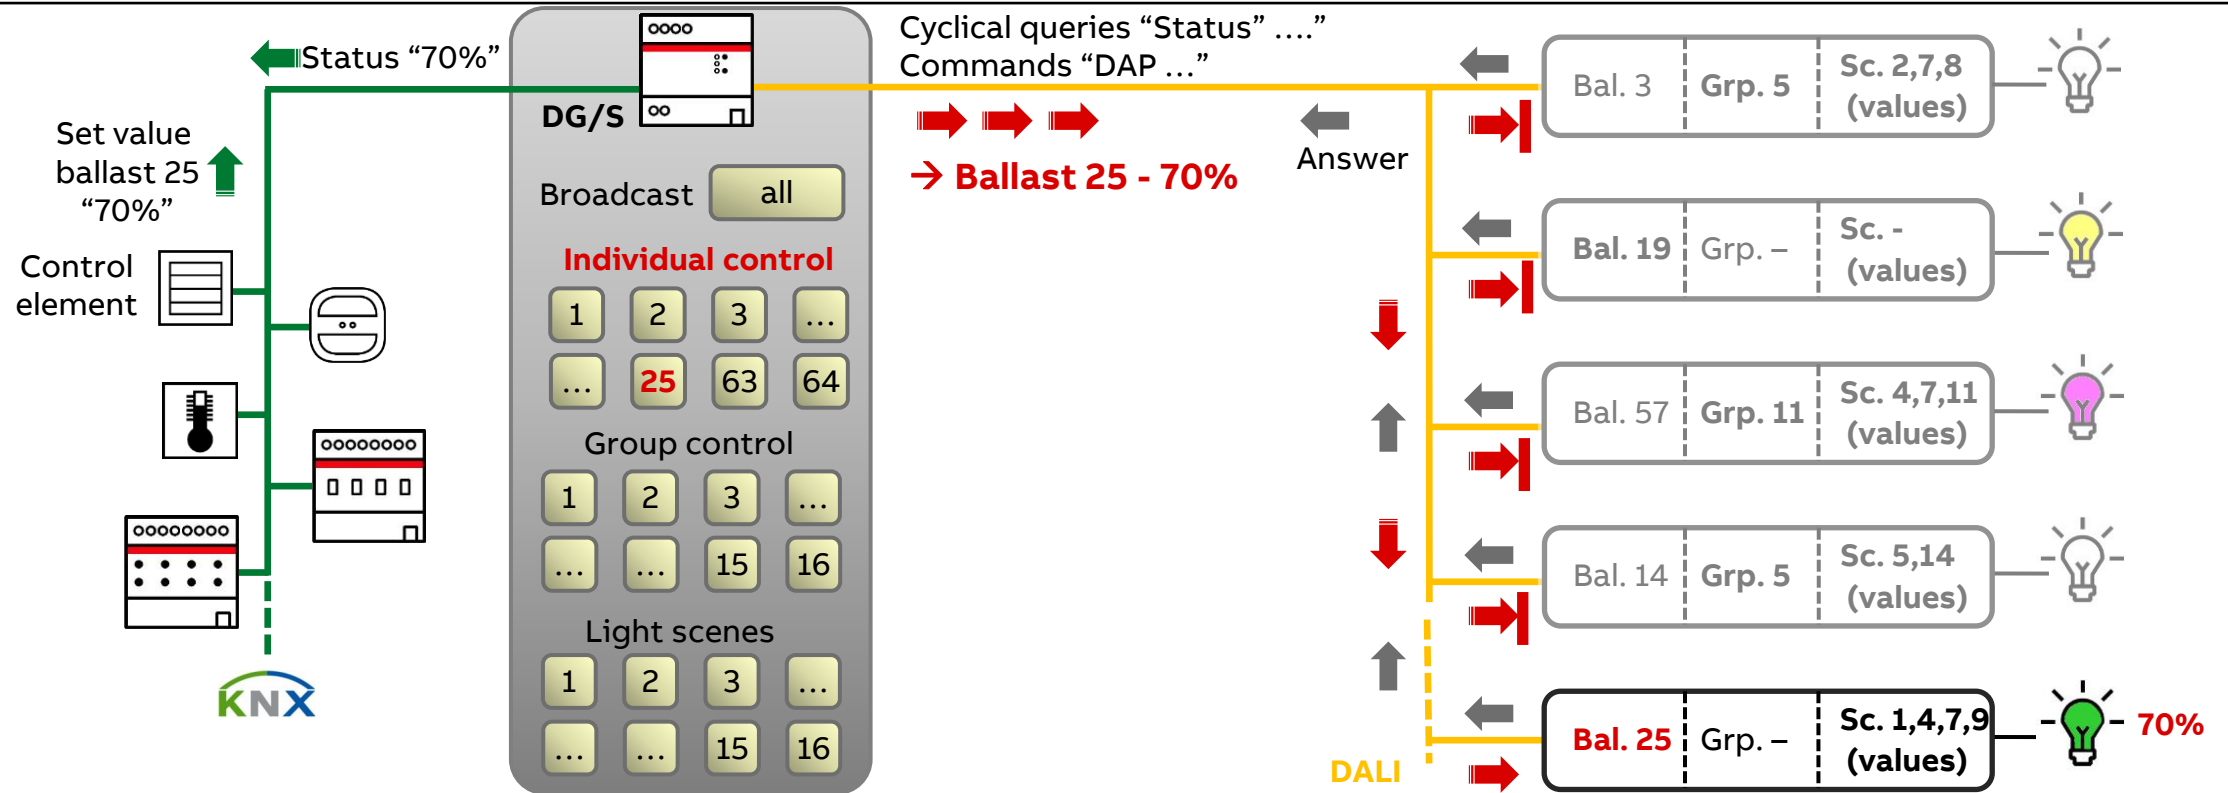 Status “70%”
Set value
ballast 25
“70%”
Control
element
KNX
DG/S
Broadcast
all
Individual control
1 2 3 ...
... 25 63 64
Group control
1 2 3 ...
... ... 15 16
Light scenes
1 2 3 ...
... ... 15 16
Cyclical queries “Status” ....”
Commands “DAP ...”
→ Ballast 25 - 70%
Answer
DALI
Bal. 3 Grp. 5 Sc. 2,7,8
(values)
Bal. 19 Grp. – Sc. -
(values)
Bal. 57 Grp. 11 Sc. 4,7,11
(values)
Bal. 14 Grp. 5 Sc. 5,14
(values)
Bal. 25 Grp. – Sc. 1,4,7,9
(values)
70%